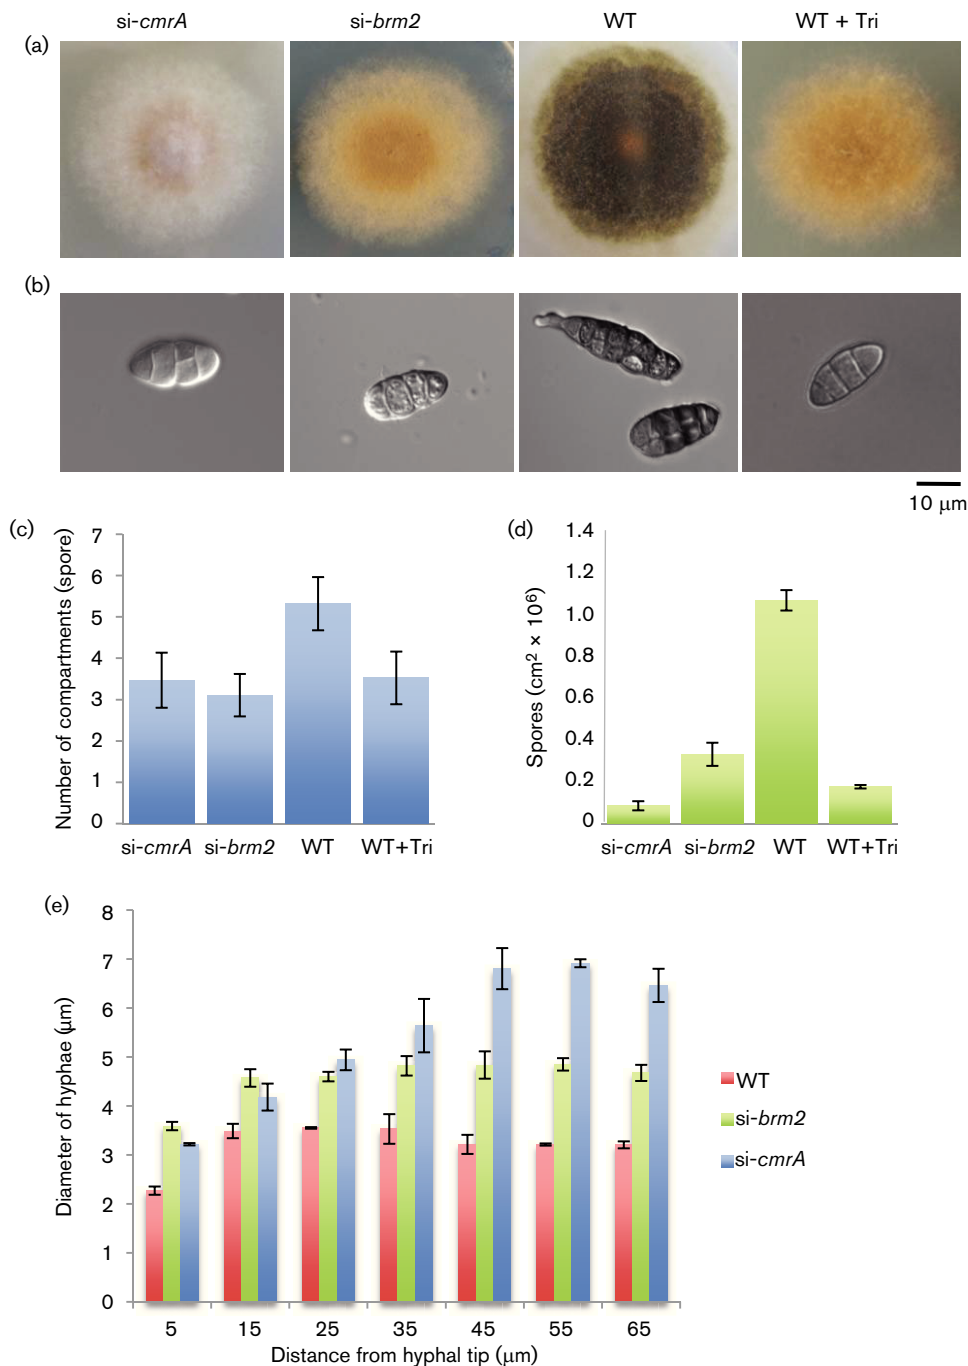 si-cmrA si-brm2 WT WT + Tri
(a)
(b)
10 μm
(c)
Number of compartments (spore)
7
6
5
4
3
2
1
0
si-cmrA si-brm2 WT WT+Tri
(d)
Spores (cm² × 10⁶)
1.4
1.2
1.0
0.8
0.6
0.4
0.2
0
si-cmrA si-brm2 WT WT+Tri
(e)
Diameter of hyphae (μm)
8
7
6
5
4
3
2
1
0
5 15 25 35 45 55 65
Distance from hyphal tip (μm)
WT
si-brm2
si-cmrA